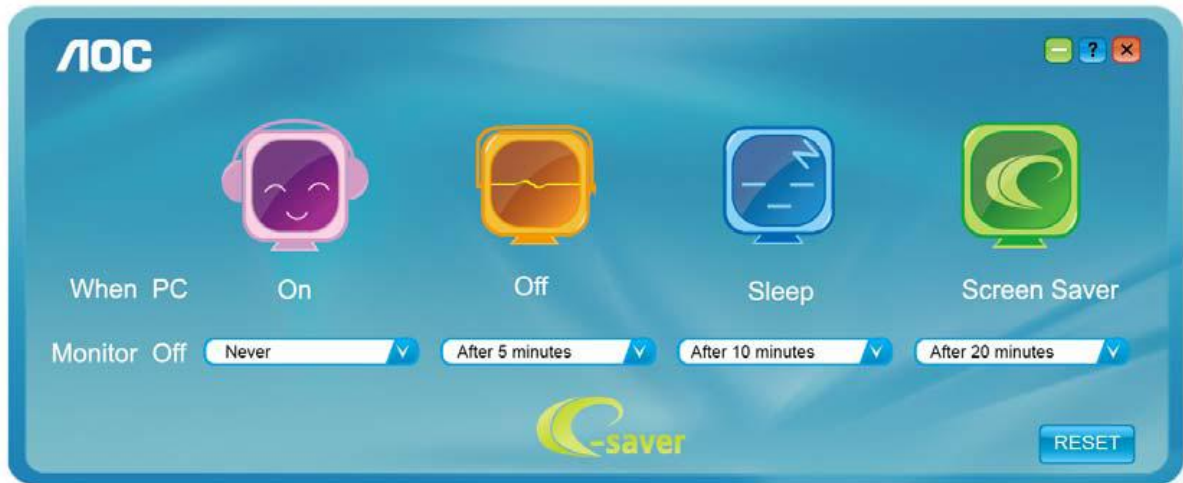 AOC
?
When PC On Off Sleep Screen Saver
Monitor Off Never After 5 minutes After 10 minutes After 20 minutes
e-saver
RESET